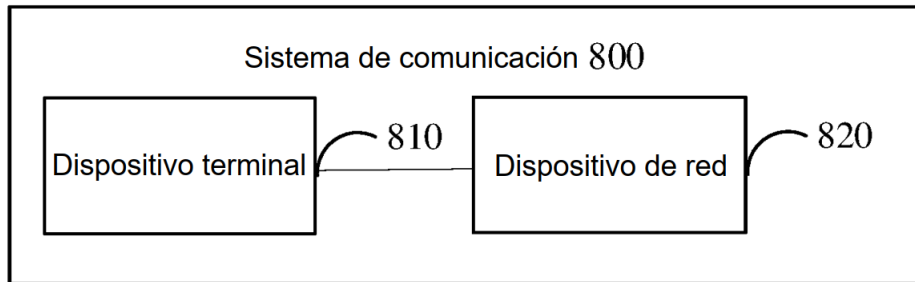 Sistema de comunicación 800
810
820
Dispositivo terminal
Dispositivo de red